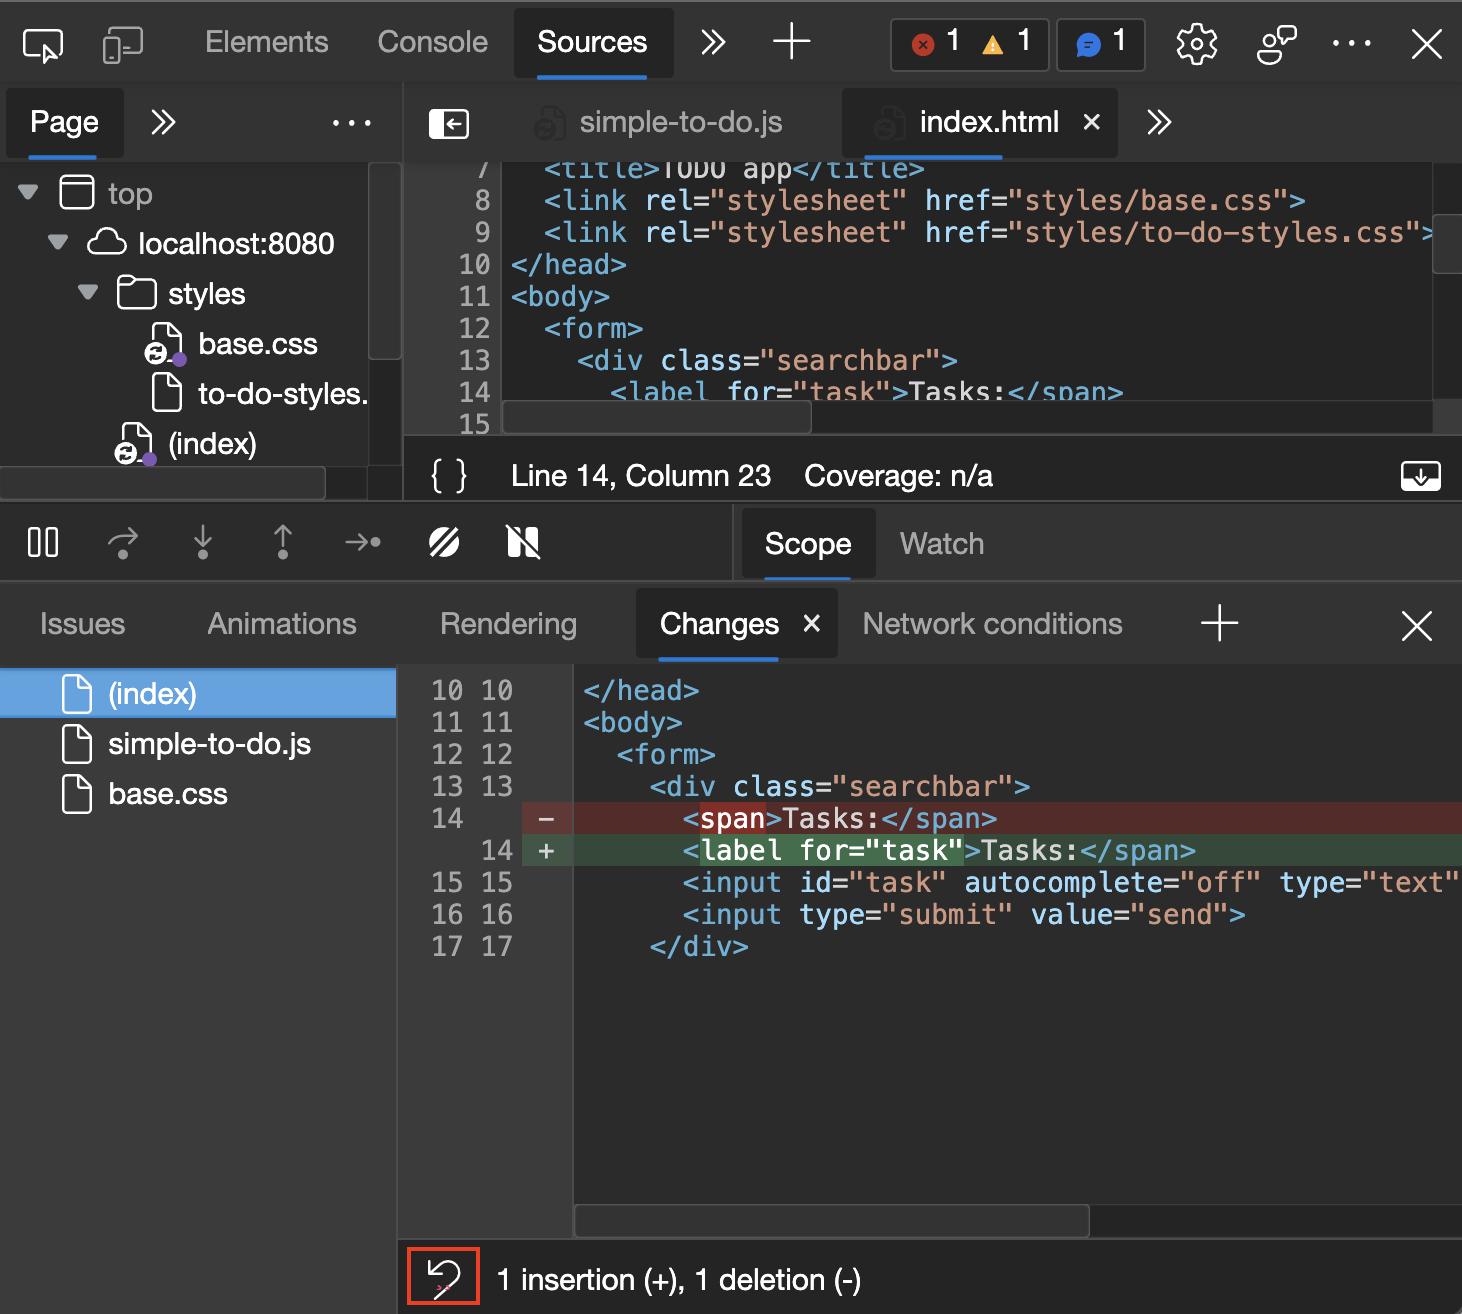 Elements Console Sources 1 1 1
Page simple-to-do.js index.html
top
localhost:8080
styles
base.css
to-do-styles.
(index)
7 <title>TODO app</title>
8 <link rel="stylesheet" href="styles/base.css">
9 <link rel="stylesheet" href="styles/to-do-styles.css">
10 </head>
11 <body>
12 <form>
13 <div class="searchbar">
14 <label for="task">Tasks:</span>
15
{ } Line 14, Column 23 Coverage: n/a
Scope Watch
Issues Animations Rendering Changes Network conditions
(index)
simple-to-do.js
base.css
10 10 </head>
11 11 <body>
12 12 <form>
13 13 <div class="searchbar">
14 - <span>Tasks:</span>
14 + <label for="task">Tasks:</span>
15 15 <input id="task" autocomplete="off" type="text"
16 16 <input type="submit" value="send">
17 17 </div>
1 insertion (+), 1 deletion (-)